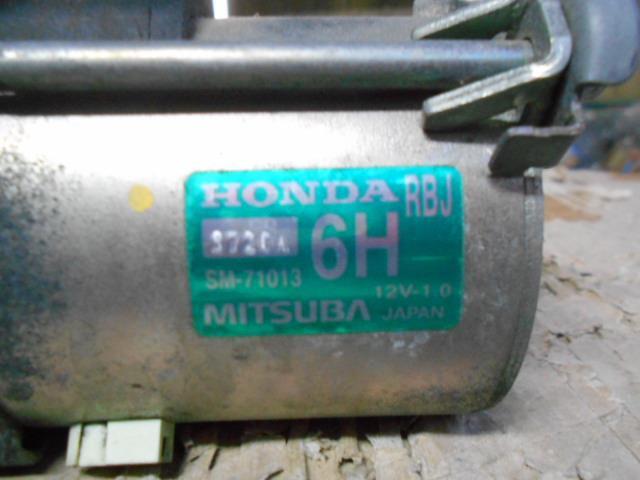 HONDA RBJ
6H
SM-71013
12V-1.0
MITSUBA JAPAN